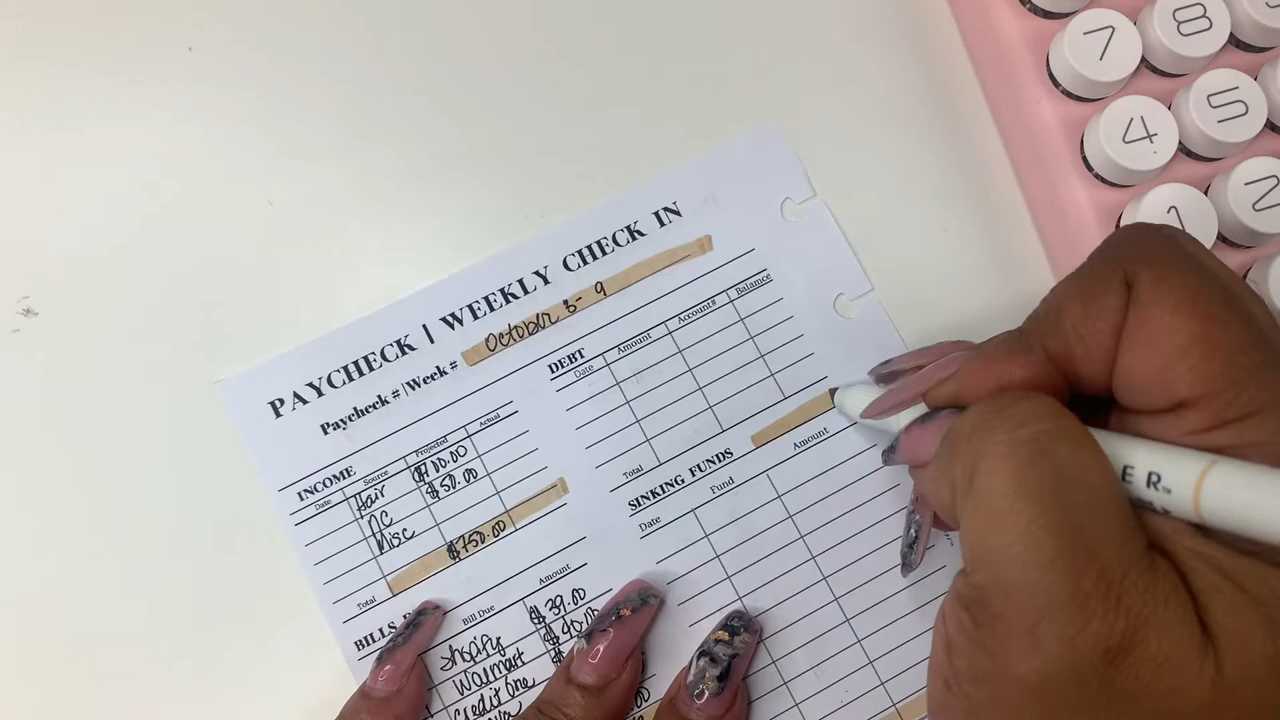 PAYCHECK | WEEKLY CHECK IN
Paycheck # /Week # October 3-9
INCOME
Date Source Projected Actual
Hair $700.00
DC $50.00
Misc
Total $750.00
BILLS
Bill Due Amount
Shopify $39.00
Walmart
Credit One
DEBT
Date Amount Account# Balance
Total
SINKING FUNDS
Date Fund Amount
7 8
4 5
1 2
ER